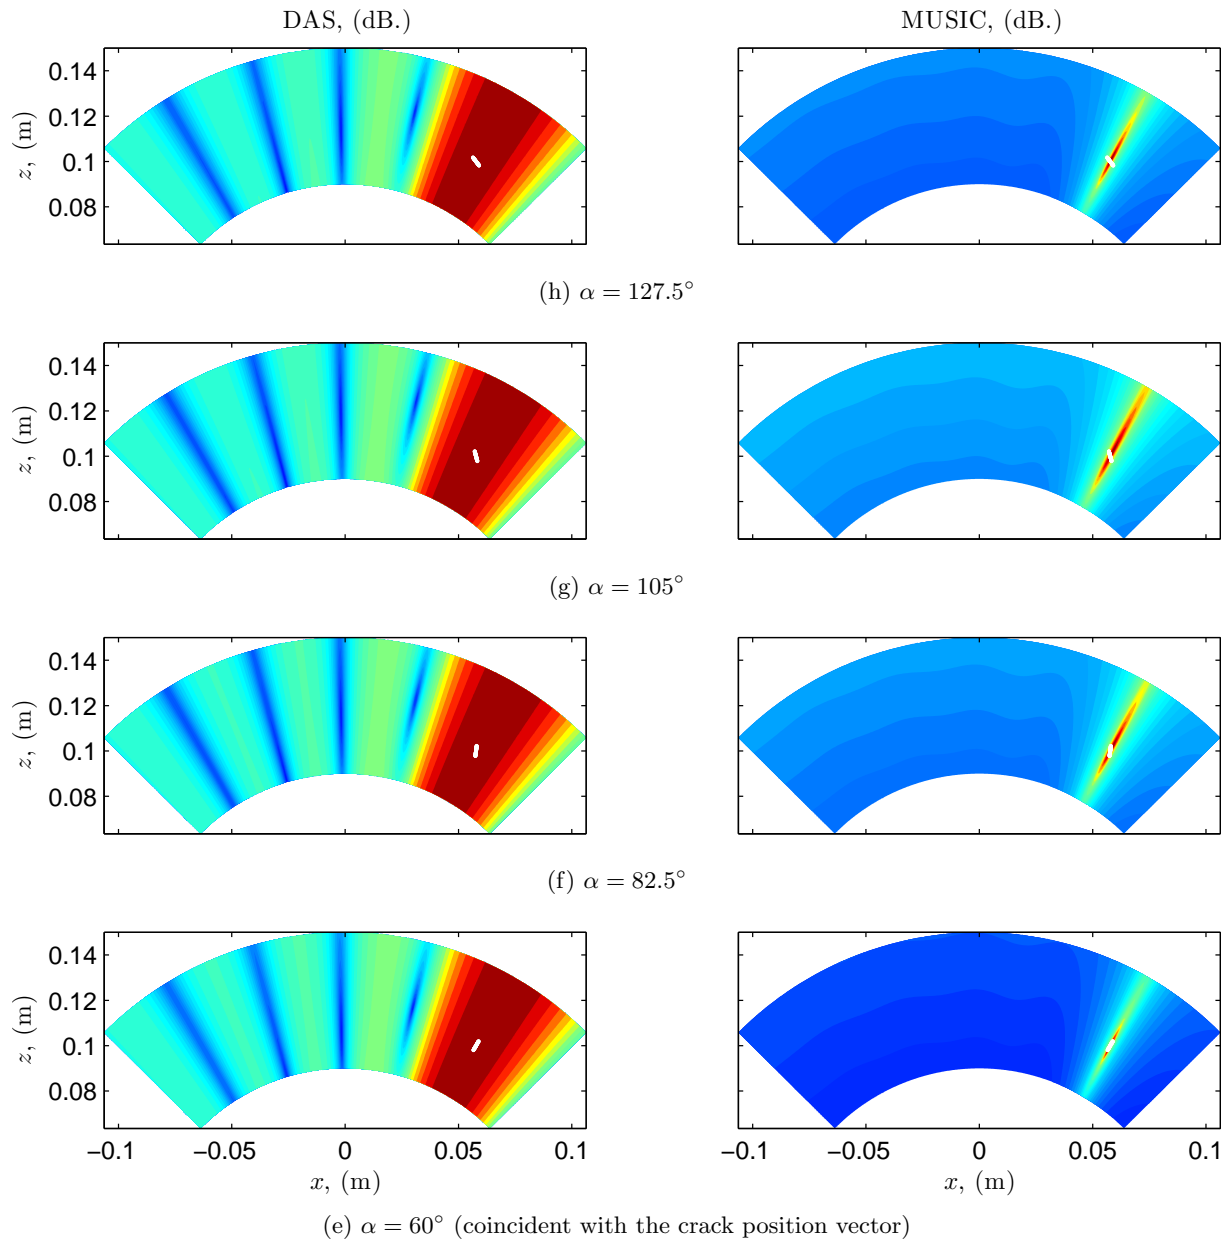 DAS, (dB.) MUSIC, (dB.)
0.14
0.12
0.1
0.08
z, (m)
(h) α = 127.5°
0.14
0.12
0.1
0.08
z, (m)
(g) α = 105°
0.14
0.12
0.1
0.08
z, (m)
(f) α = 82.5°
0.14
0.12
0.1
0.08
z, (m)
−0.1 −0.05 0 0.05 0.1 −0.1 −0.05 0 0.05 0.1
x, (m) x, (m)
(e) α = 60° (coincident with the crack position vector)